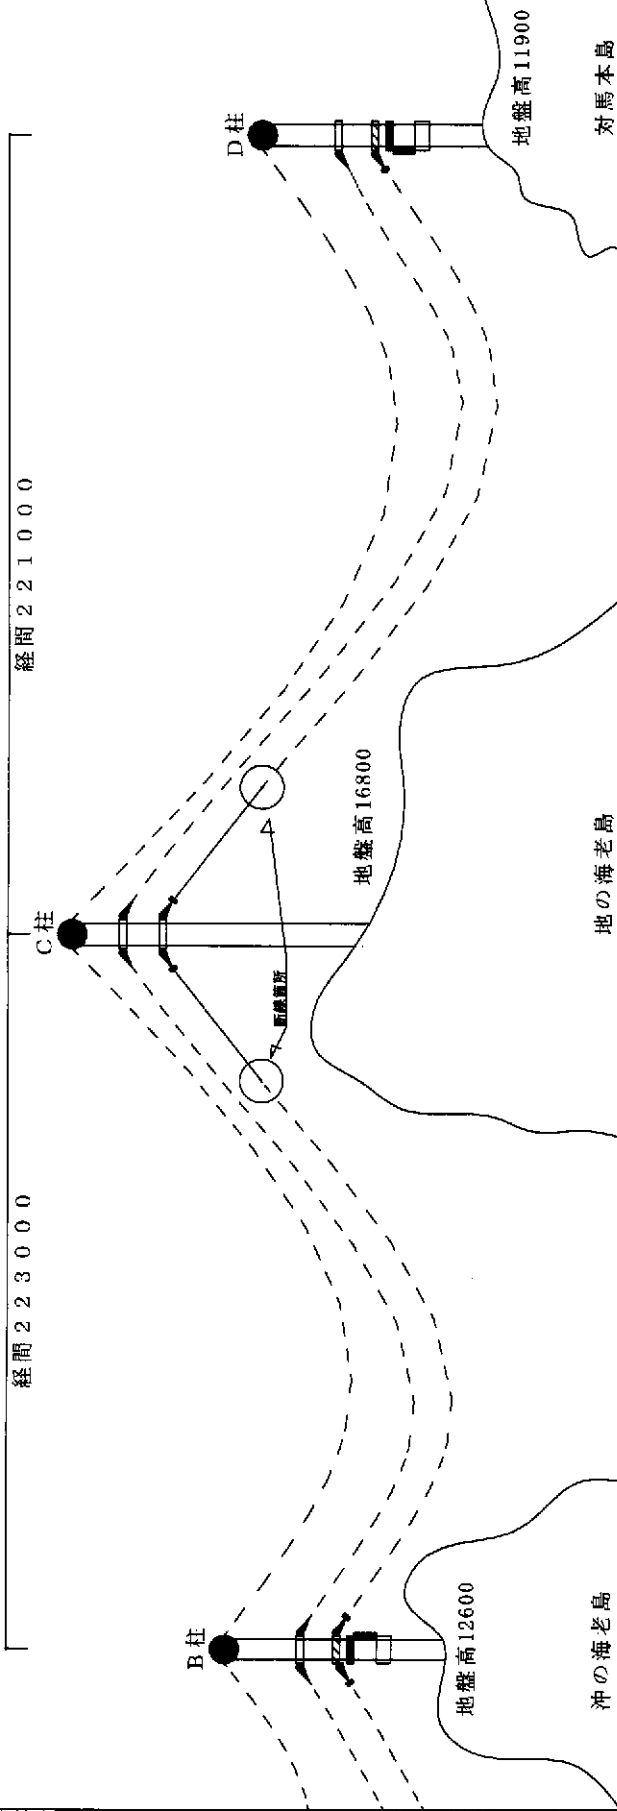 経間223000
経間221000
B柱
C柱
D柱
断線箇所
地盤高12600
地盤高16800
地盤高11900
沖の海老島
地の海老島
対馬本島